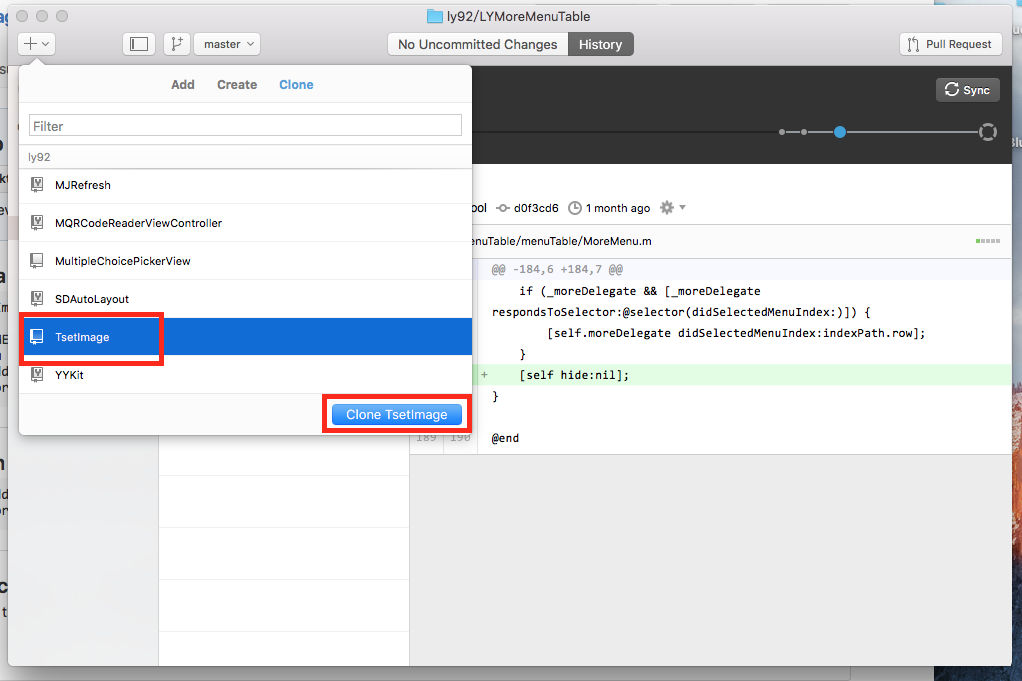 ly92/LYMoreMenuTable
master
No Uncommitted Changes
History
Pull Request
Add
Create
Clone
Sync
Filter
ly92
MJRefresh
MQRCodeReaderViewController
MultipleChoicePickerView
SDAutoLayout
TsetImage
YYKit
Clone TsetImage
ool
d0f3cd6
1 month ago
enuTable/menuTable/MoreMenu.m
@@ -184,6 +184,7 @@
if (_moreDelegate && [_moreDelegate
respondsToSelector:@selector(didSelectedMenuIndex:)]) {
[self.moreDelegate didSelectedMenuIndex:indexPath.row];
}
+ [self hide:nil];
}
189 190
@end